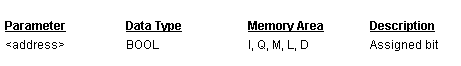 Parameter Data Type Memory Area Description
<address> BOOL I, Q, M, L, D Assigned bit